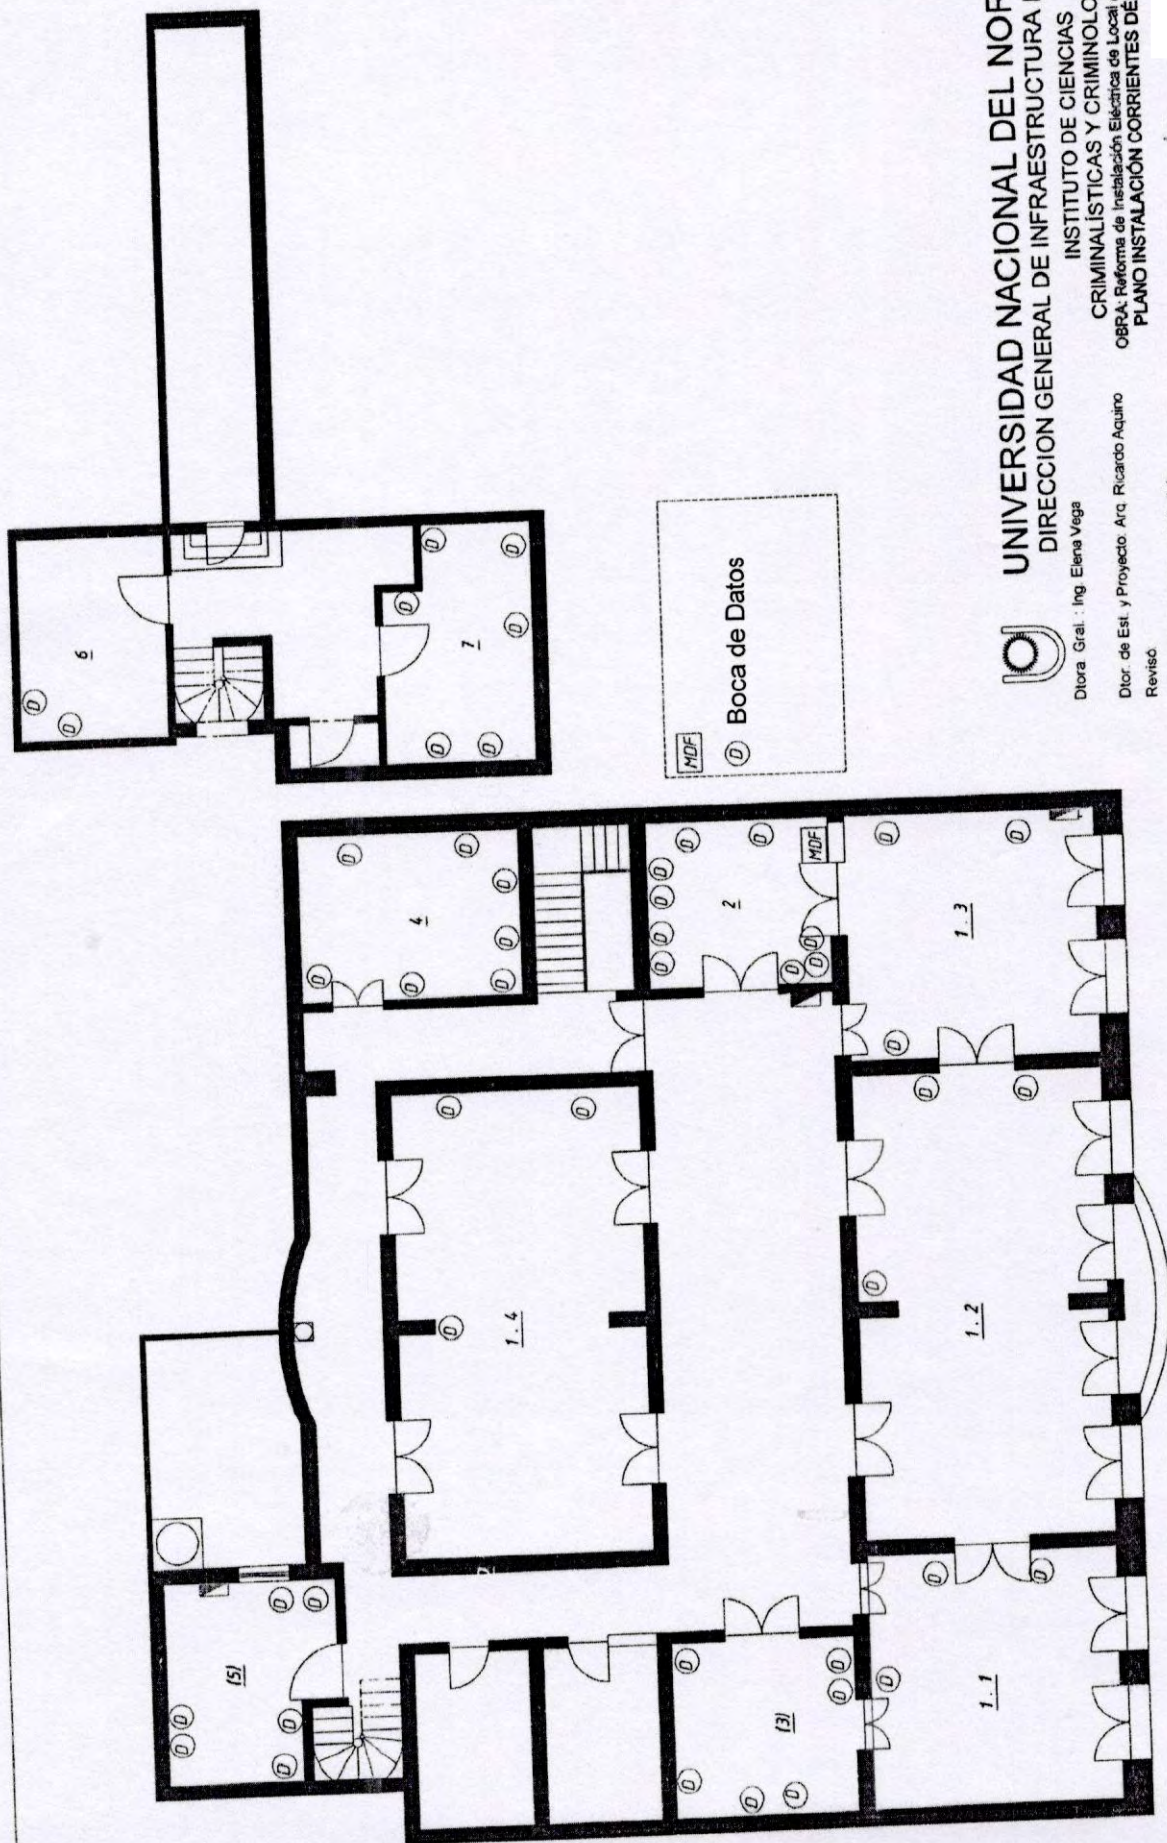 UNIVERSIDAD NACIONAL DEL NOR
DIRECCION GENERAL DE INFRAESTRUCTURA
INSTITUTO DE CIENCIAS
CRIMINALÍSTICAS Y CRIMINOLO
Dtora. Gral. : Ing. Elena Vega
OBRA: Reforma de Instalación Eléctrica de Local
Dtor. de Est. y Proyecto: Arq. Ricardo Aquino
PLANO INSTALACIÓN CORRIENTES DÉ
Revisó
MDF
D Boca de Datos
6
D
D
7
D
D
D
D
D
D
4
D
D
D
D
D
D
D
2
D
D
D
D
D
D
D
D
D
MDF
1.3
D
D
D
1.4
D
D
D
1.2
D
D
D
(5)
D
D
D
D
D
D
(3)
D
D
D
D
D
D
1.1
D
D
D